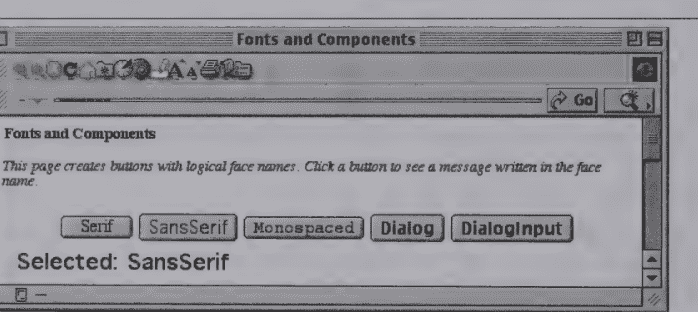 Fonts and Components
Go
Fonts and Components
This page creates buttons with logical face names. Click a button to see a message written in the face
name.
Serif SansSerif Monospaced Dialog DialogInput
Selected: SansSerif